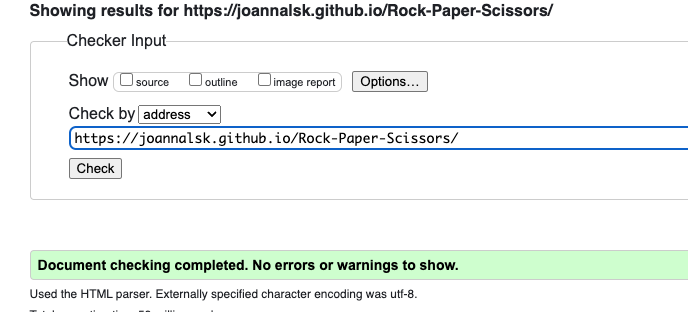 Showing results for https://joannalsk.github.io/Rock-Paper-Scissors/
Checker Input
Show source outline image report Options...
Check by address
https://joannalsk.github.io/Rock-Paper-Scissors/
Check
Document checking completed. No errors or warnings to show.
Used the HTML parser. Externally specified character encoding was utf-8.